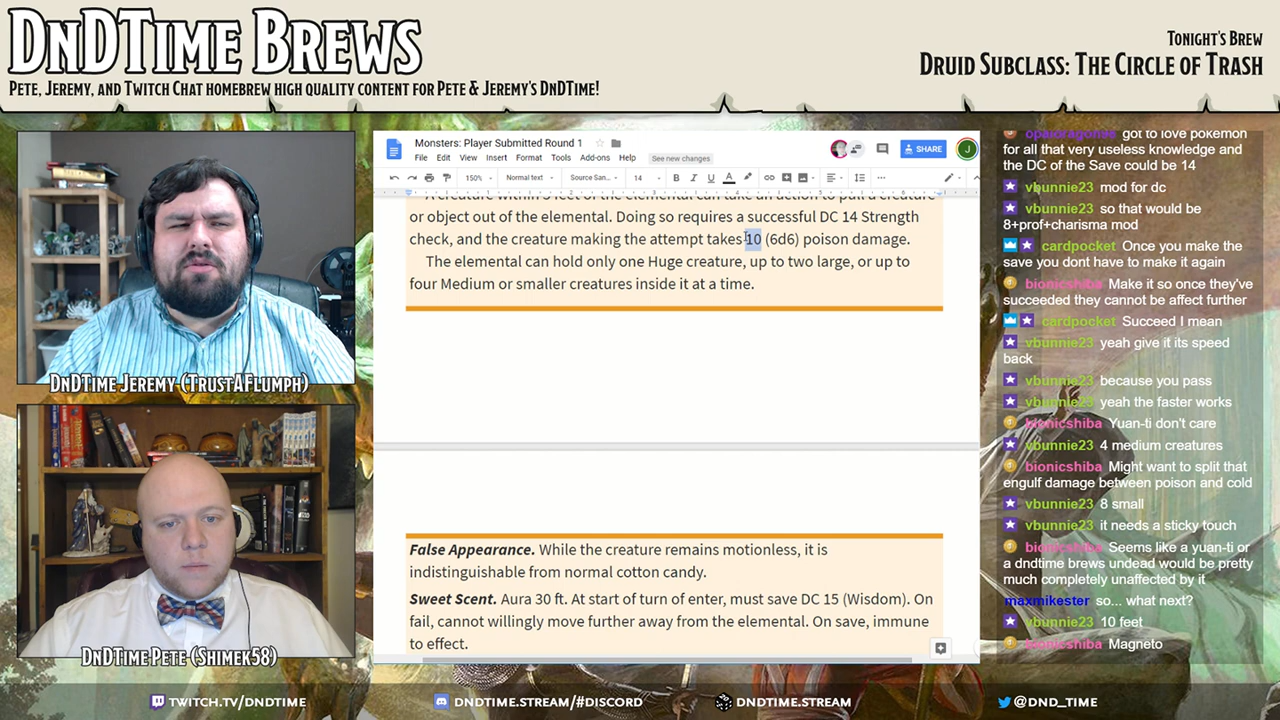 DnDTime Brews
Pete, Jeremy, and Twitch Chat homebrew high quality content for Pete & Jeremy's DnDTime!
Tonight's Brew
Druid Subclass: The Circle of Trash
DnDTime Jeremy (TrustAFlumph)
DnDTime Pete (Shimek58)
Monsters: Player Submitted Round 1
File Edit View Insert Format Tools Add-ons Help See new changes
SHARE
J
150% Normal text Source San... 14 B I U A
or object out of the elemental. Doing so requires a successful DC 14 Strength
check, and the creature making the attempt takes 10 (6d6) poison damage.
The elemental can hold only one Huge creature, up to two large, or up to
four Medium or smaller creatures inside it at a time.
False Appearance. While the creature remains motionless, it is
indistinguishable from normal cotton candy.
Sweet Scent. Aura 30 ft. At start of turn of enter, must save DC 15 (Wisdom). On
fail, cannot willingly move further away from the elemental. On save, immune
to effect.
got to love pokemon
for all that very useless knowledge and
the DC of the Save could be 14
vbunnie23 mod for dc
vbunnie23 so that would be
8+prof+charisma mod
cardpocket Once you make the
save you dont have to make it again
bionicshiba Make it so once they've
succeeded they cannot be affect further
cardpocket Succeed I mean
vbunnie23 yeah give it its speed
back
vbunnie23 because you pass
vbunnie23 yeah the faster works
bionicshiba Yuan-ti don't care
vbunnie23 4 medium creatures
bionicshiba Might want to split that
engulf damage between poison and cold
vbunnie23 8 small
vbunnie23 it needs a sticky touch
bionicshiba Seems like a yuan-ti or
a dndtime brews undead would be pretty
much completely unaffected by it
maxmikester so... what next?
vbunnie23 10 feet
bionicshiba Magneto
twitch.tv/dndtime
dndtime.stream/#discord
dndtime.stream
@dnd_time